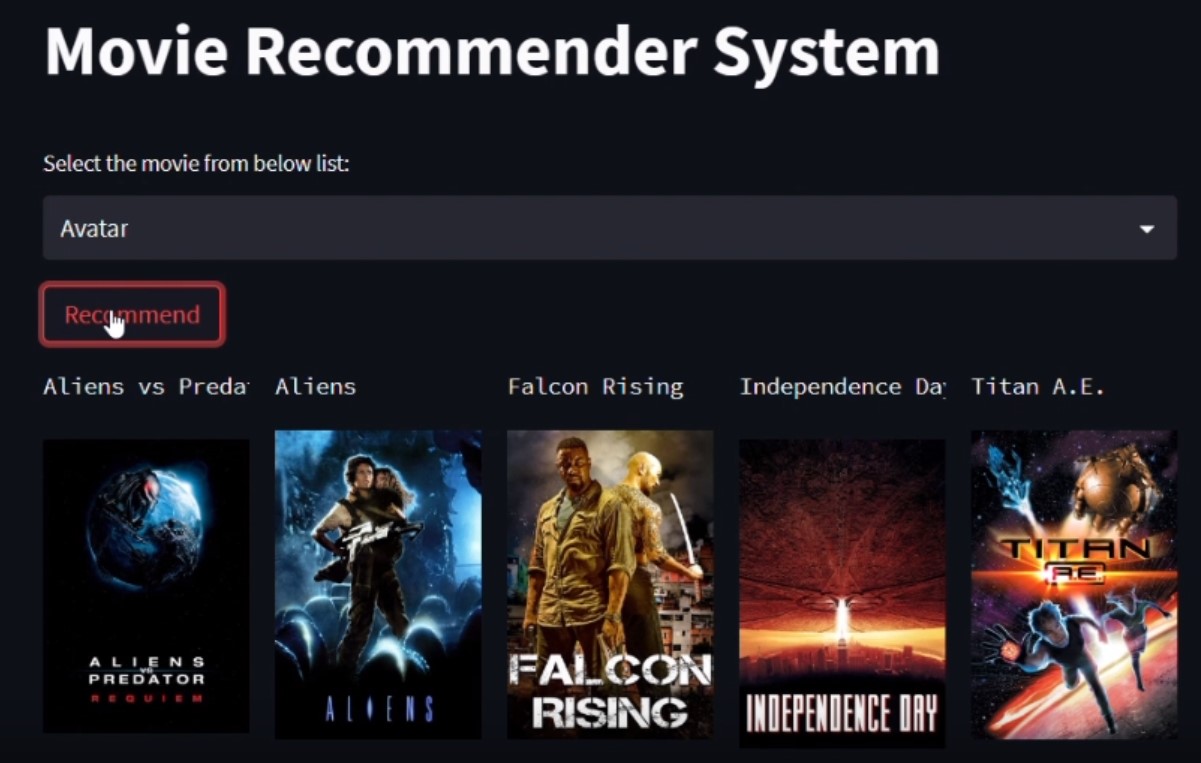 Movie Recommender System
Select the movie from below list:
Avatar
Recommend
Aliens vs Preda
Aliens
Falcon Rising
Independence Day
Titan A.E.
ALIENS
VS
PREDATOR
REQUIEM
ALIENS
FALCON
RISING
INDEPENDENCE DAY
TITAN
A.E.